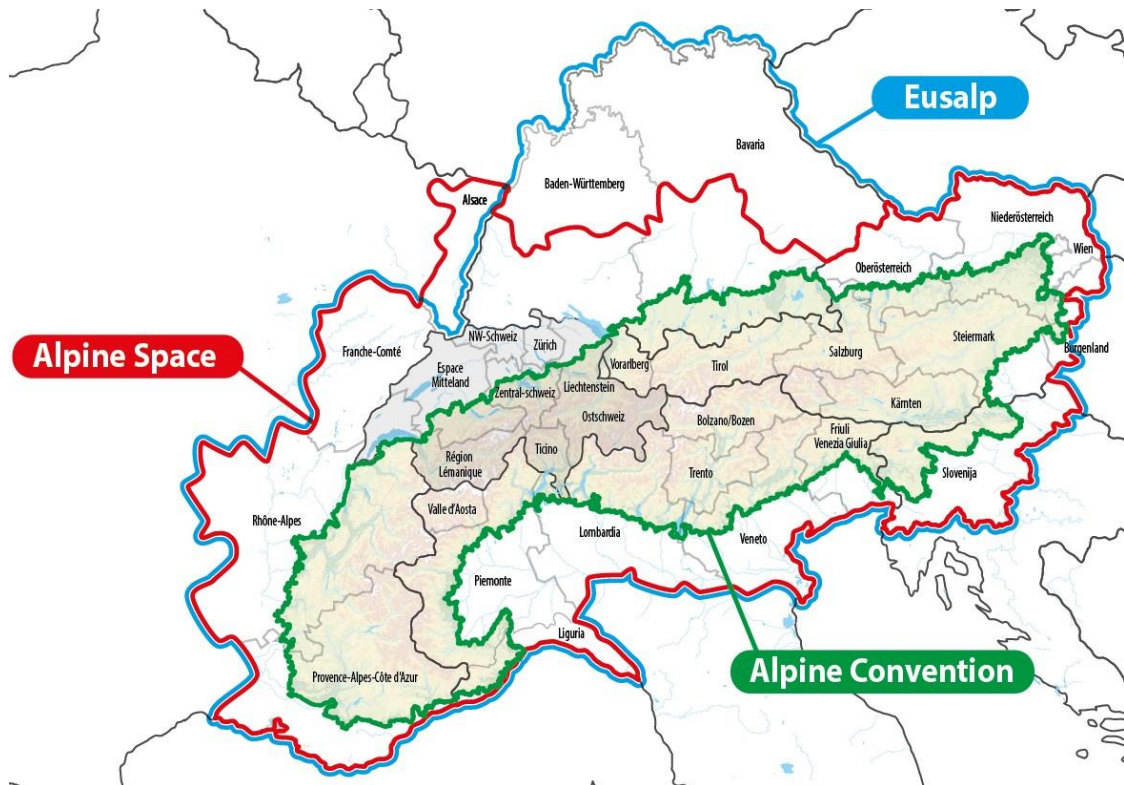 Eusalp
Bavaria
Baden-Württemberg
Alsace
Niederösterreich
Wien
Oberösterreich
NW-Schweiz
Zürich
Franche-Comté
Alpine Space
Espace
Mitteland
Vorarlberg
Tirol
Salzburg
Steiermark
Burgenland
Zentral-schweiz
Liechtenstein
Ostschweiz
Kärnten
Bolzano/Bozen
Friuli
Venezia Giulia
Région
Lémanique
Ticino
Trento
Slovenija
Valle d'Aosta
Rhône-Alpes
Lombardia
Veneto
Piemonte
Liguria
Alpine Convention
Provence-Alpes-Côte d'Azur